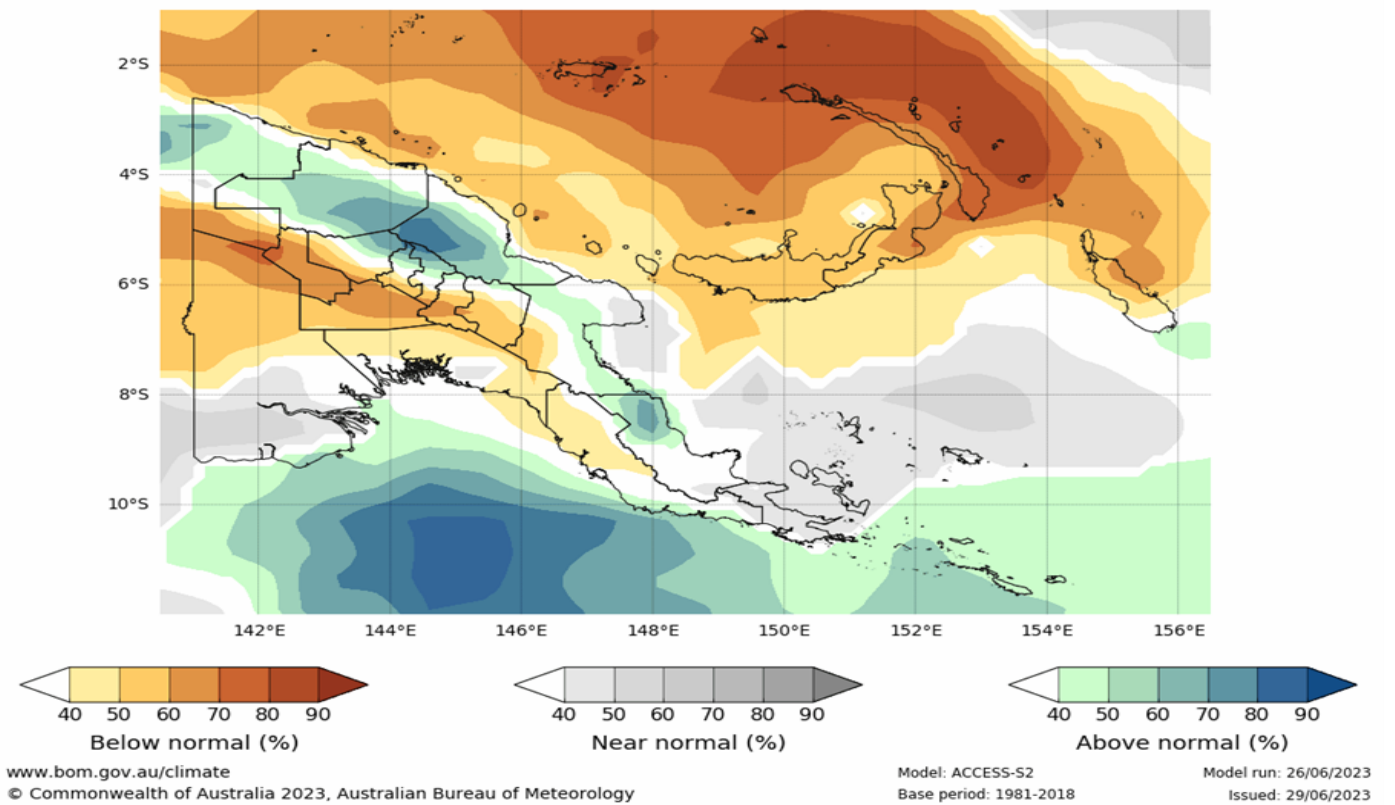 2°S
4°S
6°S
8°S
10°S
142°E 144°E 146°E 148°E 150°E 152°E 154°E 156°E
40 50 60 70 80 90 40 50 60 70 80 90 40 50 60 70 80 90
Below normal (%) Near normal (%) Above normal (%)
www.bom.gov.au/climate Model: ACCESS-S2 Model run: 26/06/2023
© Commonwealth of Australia 2023, Australian Bureau of Meteorology Base period: 1981-2018 Issued: 29/06/2023